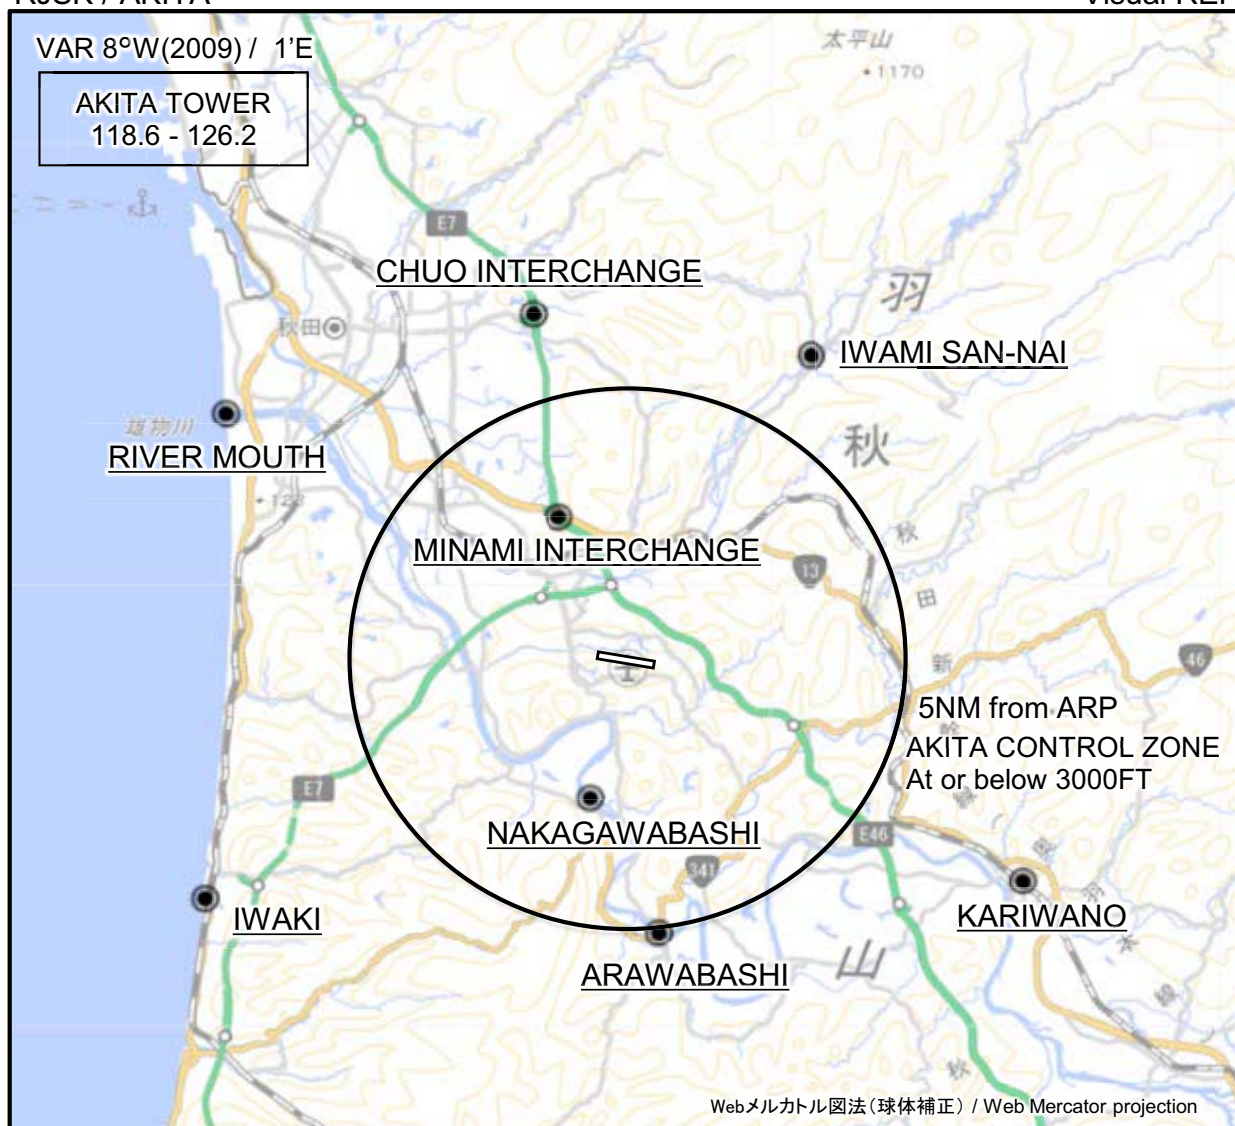 VAR 8°W(2009) / 1'E
AKITA TOWER
118.6 - 126.2
太平山
・1170
E7
CHUO INTERCHANGE
羽
秋田
IWAMI SAN-NAI
雄物川
RIVER MOUTH
秋
MINAMI INTERCHANGE
13
秋
田
新
46
5NM from ARP
AKITA CONTROL ZONE
At or below 3000FT
E7
NAKAGAWABASHI
E46
341
IWAKI
KARIWANO
ARAWABASHI
山
線
秋
Webメルカトル図法(球体補正) / Web Mercator projection